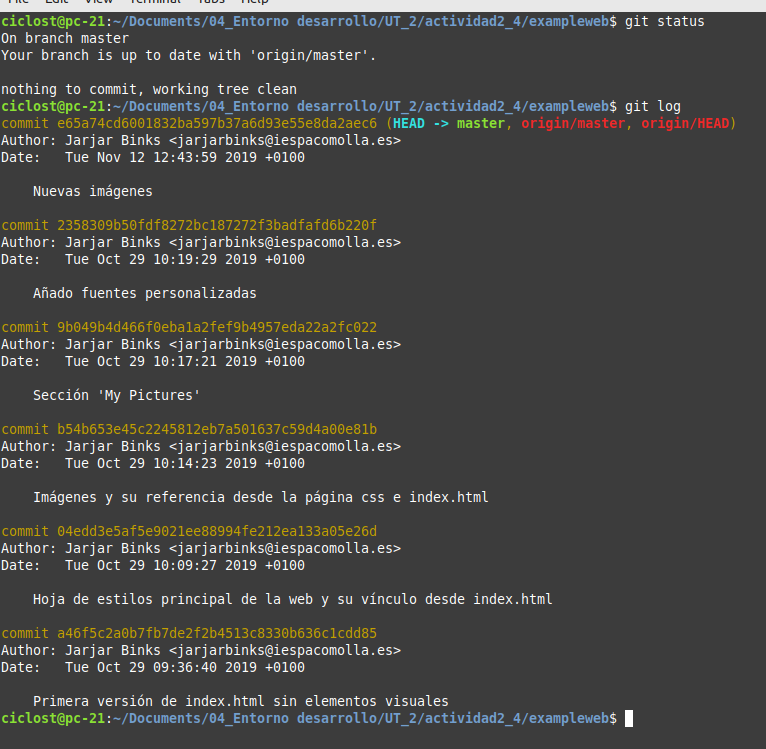 File Edit View Terminal Tabs Help
ciclost@pc-21:~/Documents/04_Entorno desarrollo/UT_2/actividad2_4/exampleweb$ git status
On branch master
Your branch is up to date with 'origin/master'.
nothing to commit, working tree clean
ciclost@pc-21:~/Documents/04_Entorno desarrollo/UT_2/actividad2_4/exampleweb$ git log
commit e65a74cd6001832ba597b37a6d93e55e8da2aec6 (HEAD -> master, origin/master, origin/HEAD)
Author: Jarjar Binks <jarjarbinks@iespacomolla.es>
Date:   Tue Nov 12 12:43:59 2019 +0100
Nuevas imágenes
commit 2358309b50fdf8272bc187272f3badfafd6b220f
Author: Jarjar Binks <jarjarbinks@iespacomolla.es>
Date:   Tue Oct 29 10:19:29 2019 +0100
Añado fuentes personalizadas
commit 9b049b4d466f0eba1a2fef9b4957eda22a2fc022
Author: Jarjar Binks <jarjarbinks@iespacomolla.es>
Date:   Tue Oct 29 10:17:21 2019 +0100
Sección 'My Pictures'
commit b54b653e45c2245812eb7a501637c59d4a00e81b
Author: Jarjar Binks <jarjarbinks@iespacomolla.es>
Date:   Tue Oct 29 10:14:23 2019 +0100
Imágenes y su referencia desde la página css e index.html
commit 04edd3e5af5e9021ee88994fe212ea133a05e26d
Author: Jarjar Binks <jarjarbinks@iespacomolla.es>
Date:   Tue Oct 29 10:09:27 2019 +0100
Hoja de estilos principal de la web y su vínculo desde index.html
commit a46f5c2a0b7fb7de2f2b4513c8330b636c1cdd85
Author: Jarjar Binks <jarjarbinks@iespacomolla.es>
Date:   Tue Oct 29 09:36:40 2019 +0100
Primera versión de index.html sin elementos visuales
ciclost@pc-21:~/Documents/04_Entorno desarrollo/UT_2/actividad2_4/exampleweb$